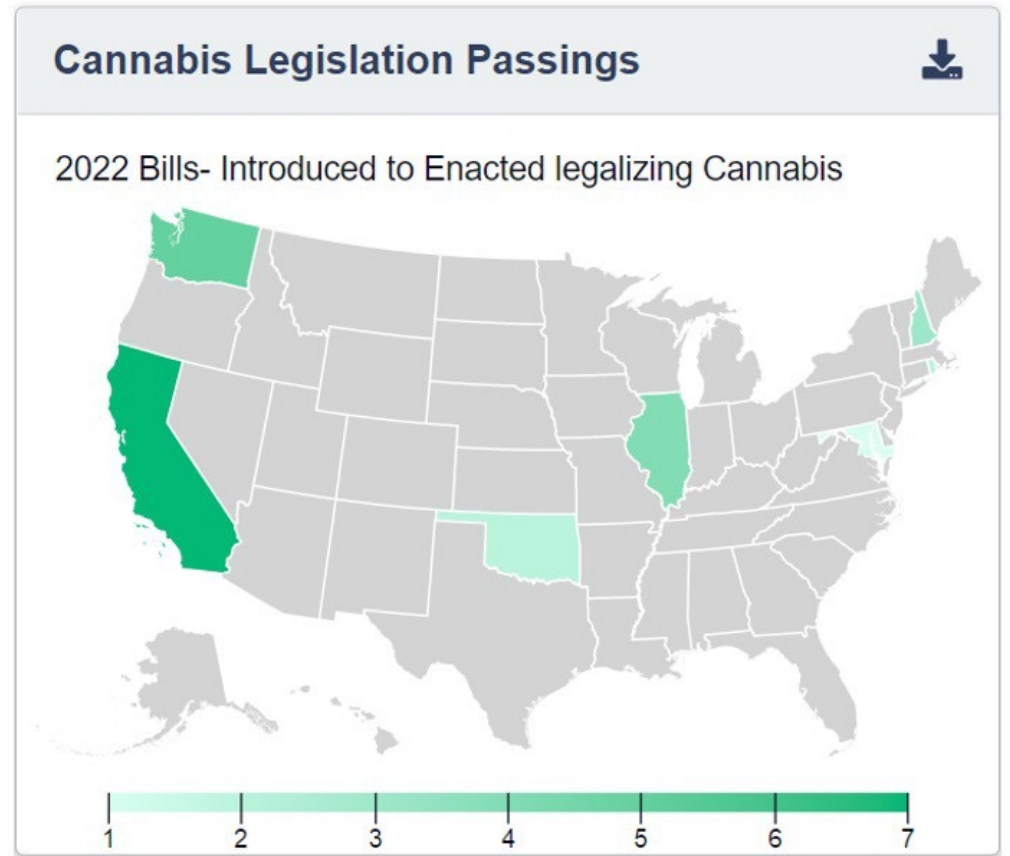 Cannabis Legislation Passings
2022 Bills- Introduced to Enacted legalizing Cannabis
1 2 3 4 5 6 7